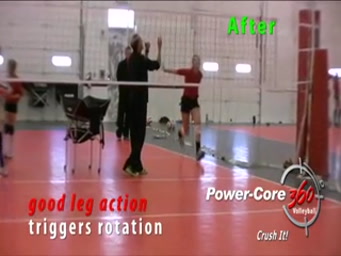 After
Power-Core 360
Volleyball
good leg action
triggers rotation
Crush It!